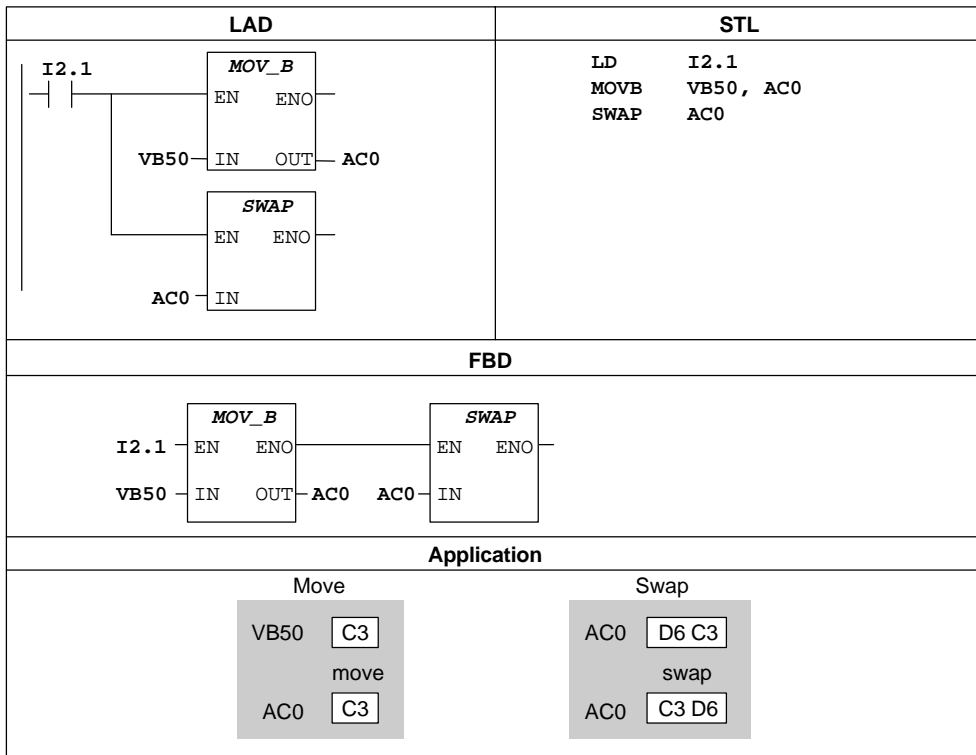 LAD
STL
I2.1
MOV_B
EN ENO
VB50 IN OUT AC0
SWAP
EN ENO
AC0 IN
LD I2.1
MOVB VB50, AC0
SWAP AC0
FBD
MOV_B SWAP
I2.1 EN ENO EN ENO
VB50 IN OUT AC0 AC0 IN
Application
Move
VB50 C3
move
AC0 C3
Swap
AC0 D6 C3
swap
AC0 C3 D6